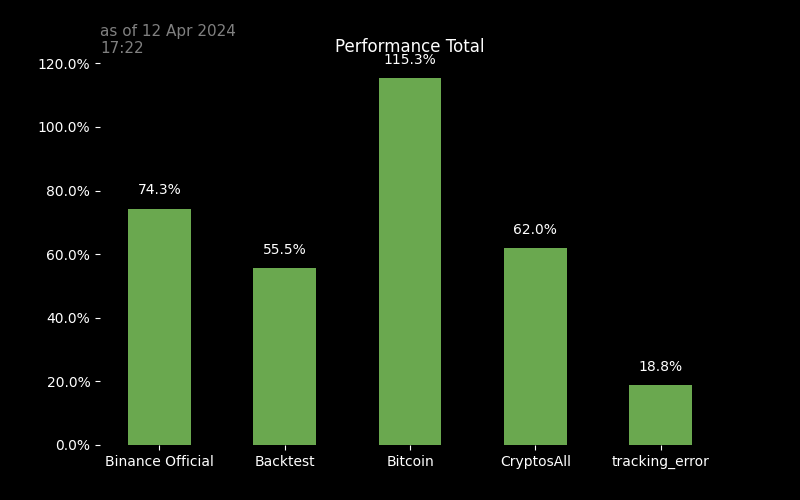 as of 12 Apr 2024
17:22
Performance Total
120.0%
100.0%
80.0%
60.0%
40.0%
20.0%
0.0%
74.3%
55.5%
115.3%
62.0%
18.8%
Binance Official
Backtest
Bitcoin
CryptosAll
tracking_error